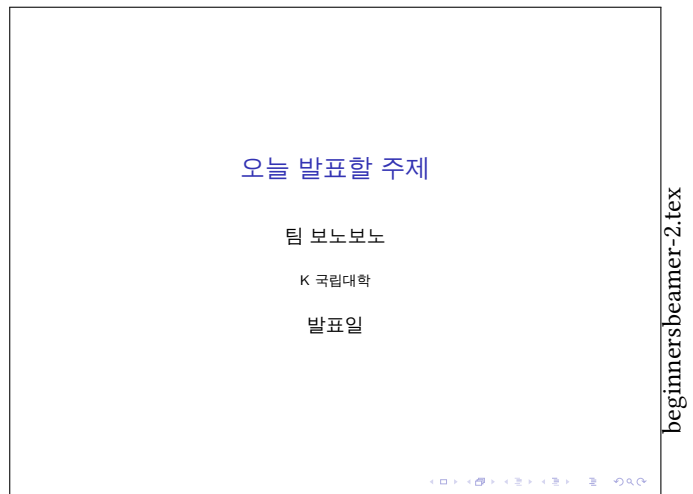 오늘 발표할 주제
팀 보노보노
K 국립대학
발표일
beginnersbeamer-2.tex